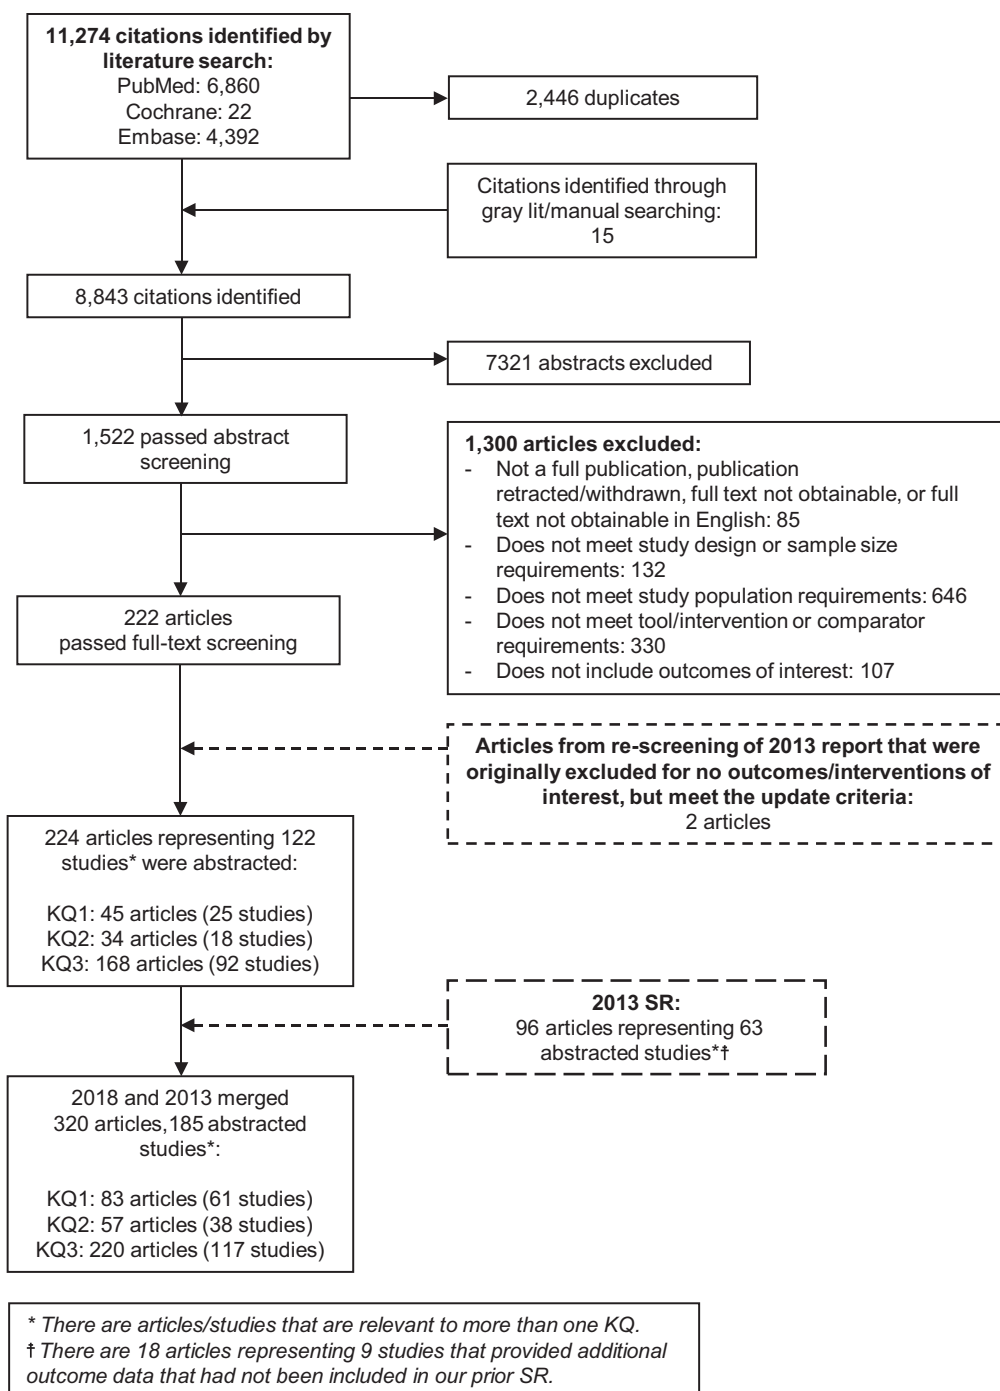 11,274 citations identified by
literature search:
PubMed: 6,860
Cochrane: 22
Embase: 4,392
2,446 duplicates
Citations identified through
gray lit/manual searching:
15
8,843 citations identified
7321 abstracts excluded
1,522 passed abstract
screening
1,300 articles excluded:
- Not a full publication, publication
retracted/withdrawn, full text not obtainable, or full
text not obtainable in English: 85
- Does not meet study design or sample size
requirements: 132
- Does not meet study population requirements: 646
- Does not meet tool/intervention or comparator
requirements: 330
- Does not include outcomes of interest: 107
222 articles
passed full-text screening
Articles from re-screening of 2013 report that were
originally excluded for no outcomes/interventions of
interest, but meet the update criteria:
2 articles
224 articles representing 122
studies* were abstracted:
KQ1: 45 articles (25 studies)
KQ2: 34 articles (18 studies)
KQ3: 168 articles (92 studies)
2013 SR:
96 articles representing 63
abstracted studies*†
2018 and 2013 merged
320 articles,185 abstracted
studies*:
KQ1: 83 articles (61 studies)
KQ2: 57 articles (38 studies)
KQ3: 220 articles (117 studies)
* There are articles/studies that are relevant to more than one KQ.
† There are 18 articles representing 9 studies that provided additional
outcome data that had not been included in our prior SR.